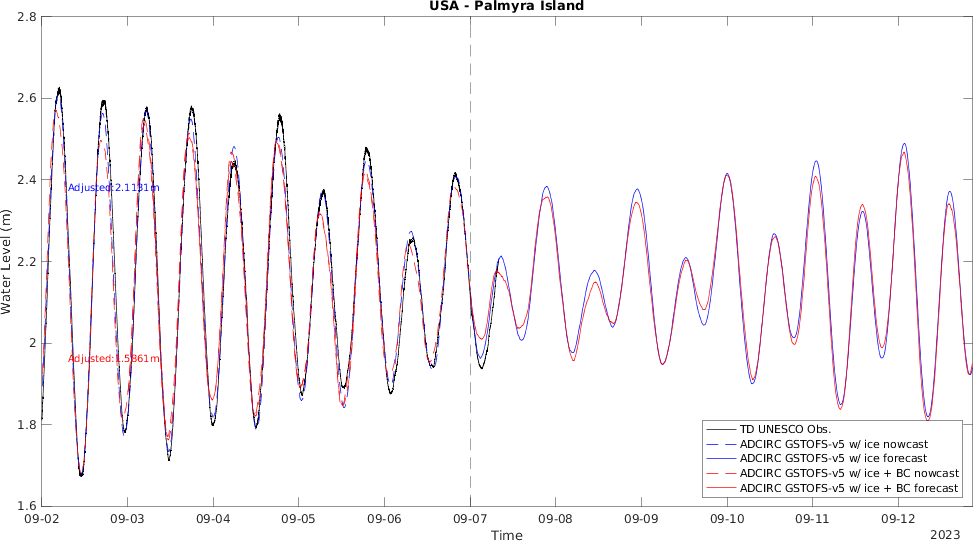 USA - Palmyra Island
2.8
2.6
2.4
2.2
2
1.8
1.6
Water Level (m)
Adjusted:2.1131m
Adjusted:1.5861m
TD UNESCO Obs.
ADCIRC GSTOFS-v5 w/ ice nowcast
ADCIRC GSTOFS-v5 w/ ice forecast
ADCIRC GSTOFS-v5 w/ ice + BC nowcast
ADCIRC GSTOFS-v5 w/ ice + BC forecast
09-02 09-03 09-04 09-05 09-06 09-07 09-08 09-09 09-10 09-11 09-12
Time
2023